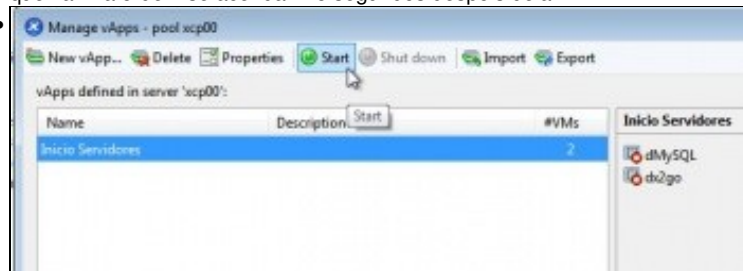 Manage vApps - pool xcp00
New vApp... Delete Properties Start Shut down Import Export
vApps defined in server 'xcp00':
Start
Name Description #VMs Inicio Servidores
Inicio Servidores 2
dMySQL
dx2go